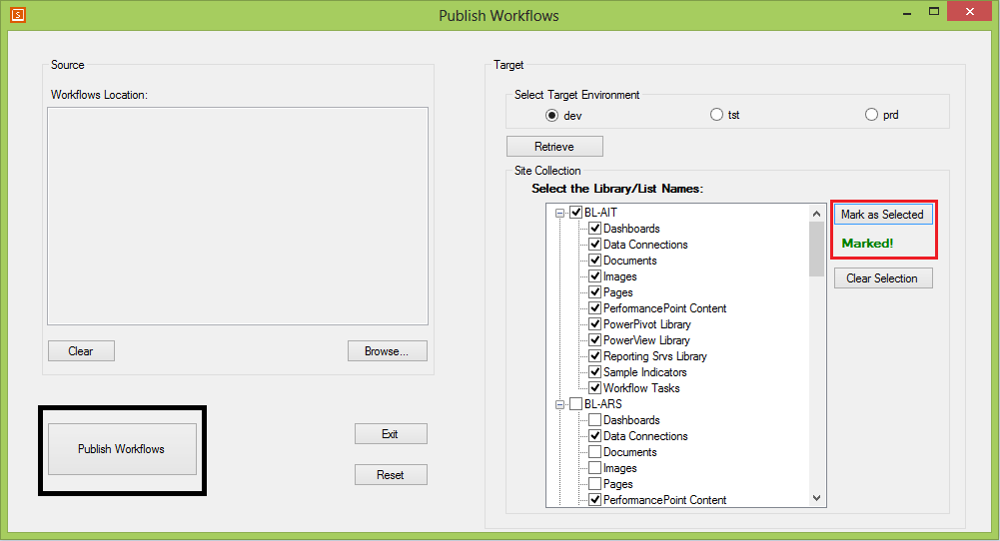 Publish Workflows
Source
Workflows Location:
Clear
Browse...
Publish Workflows
Exit
Reset
Target
Select Target Environment
dev
tst
prd
Retrieve
Site Collection
Select the Library/List Names:
BL-AIT
Dashboards
Data Connections
Documents
Images
Pages
PerformancePoint Content
PowerPivot Library
PowerView Library
Reporting Srvs Library
Sample Indicators
Workflow Tasks
BL-ARS
Dashboards
Data Connections
Documents
Images
Pages
PerformancePoint Content
Mark as Selected
Marked!
Clear Selection